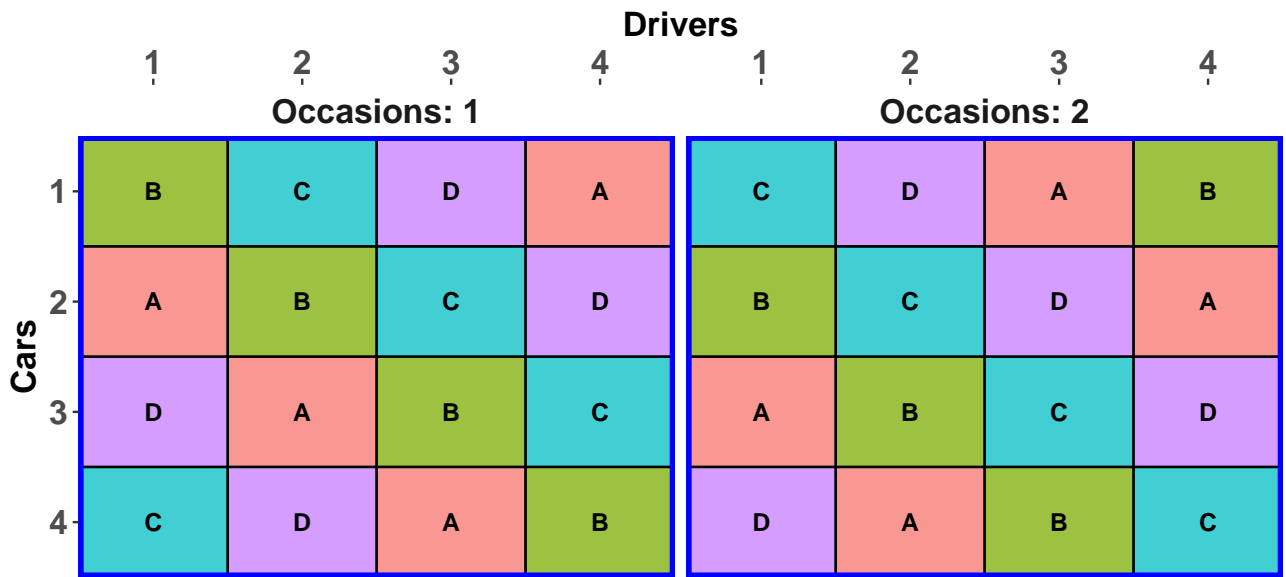 Drivers
1 2 3 4 1 2 3 4
Occasions: 1 Occasions: 2
1 B C D A C D A B
2 A B C D B C D A
3 D A B C A B C D
4 C D A B D A B C
Cars